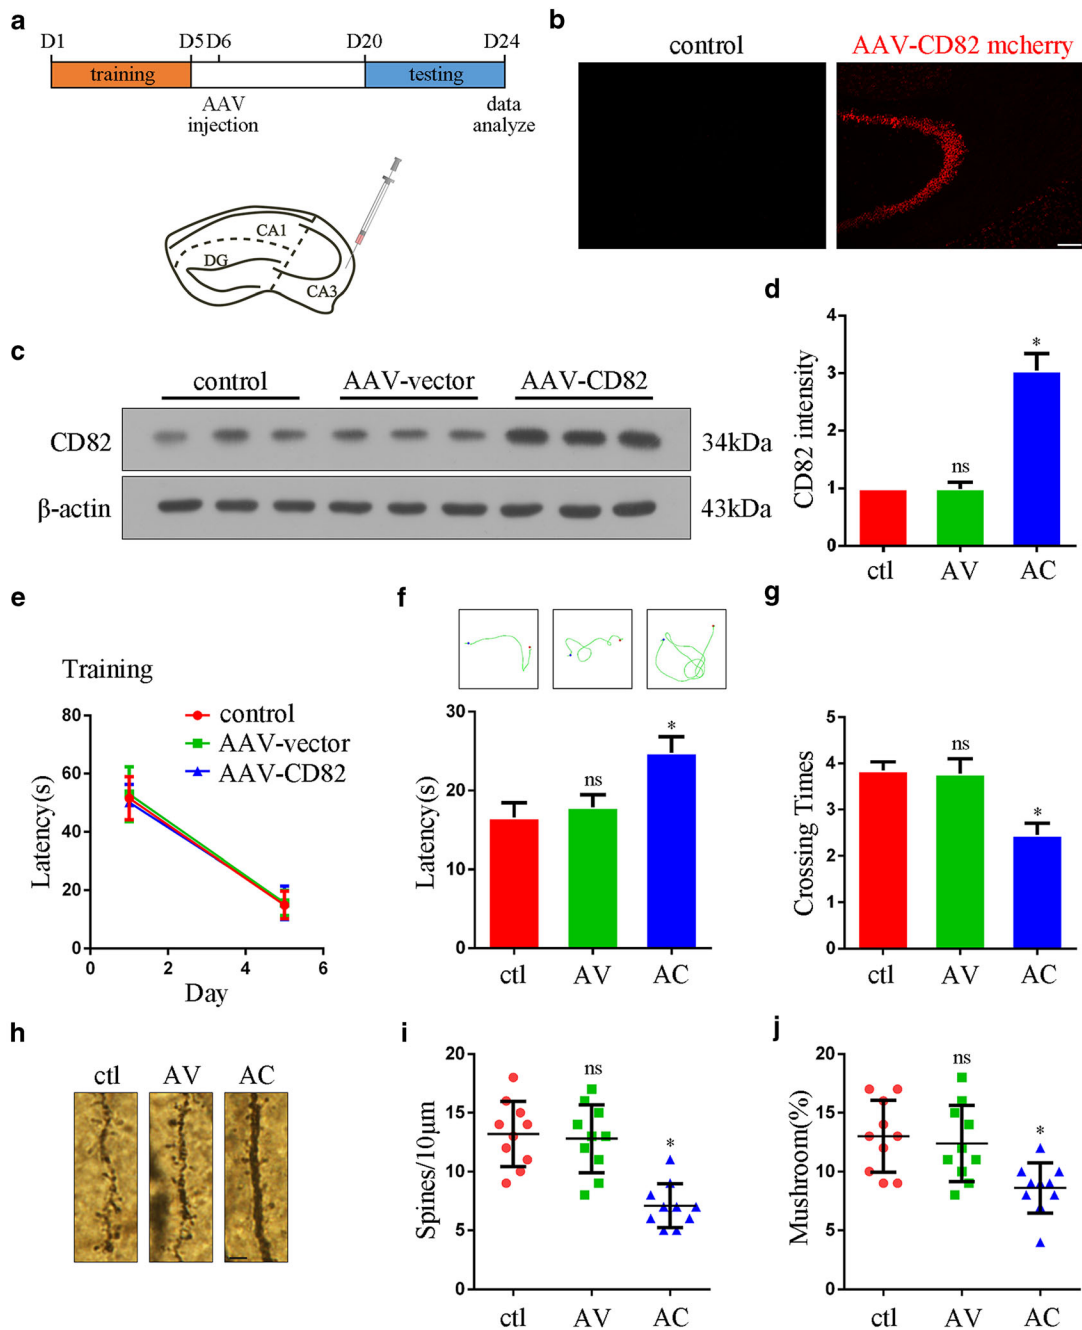 a
D1 D5 D6 D20 D24
training testing
AAV injection
data analyze
CA1
DG
CA3
b
control AAV-CD82 mcherry
c
control AAV-vector AAV-CD82
CD82 34kDa
β-actin 43kDa
d
CD82 intensity
4
3
2
1
0
ns
*
ctl AV AC
e
Training
Latency(s)
80
60
40
20
0
control
AAV-vector
AAV-CD82
0 2 4 6
Day
f
Latency(s)
30
20
10
0
ns
*
ctl AV AC
g
Crossing Times
5
4
3
2
1
0
ns
*
ctl AV AC
h
ctl AV AC
i
Spines/10μm
20
15
10
5
0
ns
*
ctl AV AC
j
Mushroom(%)
20
15
10
5
0
ns
*
ctl AV AC